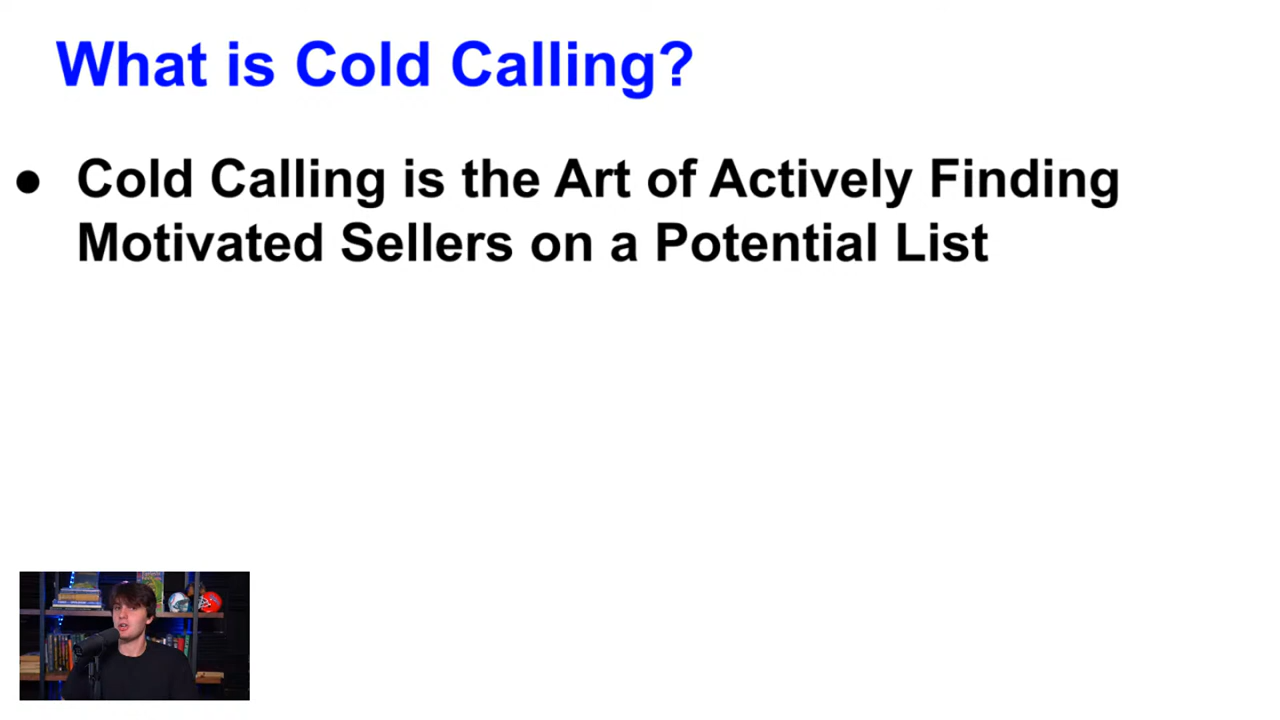 What is Cold Calling?
● Cold Calling is the Art of Actively Finding
Motivated Sellers on a Potential List